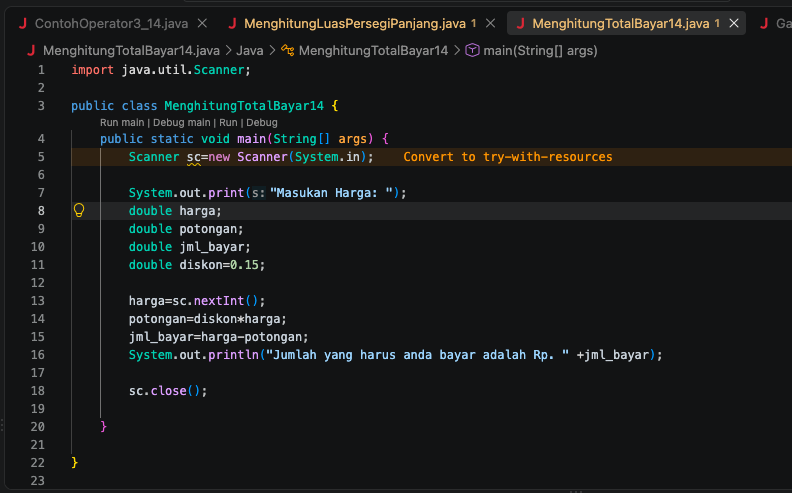 J ContohOperator3_14.java × J MenghitungLuasPersegiPanjang.java 1 × J MenghitungTotalBayar14.java 1 × J Ga
J MenghitungTotalBayar14.java > Java > MenghitungTotalBayar14 > main(String[] args)
1 import java.util.Scanner;
2
3 public class MenghitungTotalBayar14 {
Run main | Debug main | Run | Debug
4 public static void main(String[] args) {
5 Scanner sc=new Scanner(System.in); Convert to try-with-resources
6
7 System.out.print(s: "Masukan Harga: ");
8 double harga;
9 double potongan;
10 double jml_bayar;
11 double diskon=0.15;
12
13 harga=sc.nextInt();
14 potongan=diskon*harga;
15 jml_bayar=harga-potongan;
16 System.out.println("Jumlah yang harus anda bayar adalah Rp. " +jml_bayar);
17
18 sc.close();
19
20 }
21
22 }
23